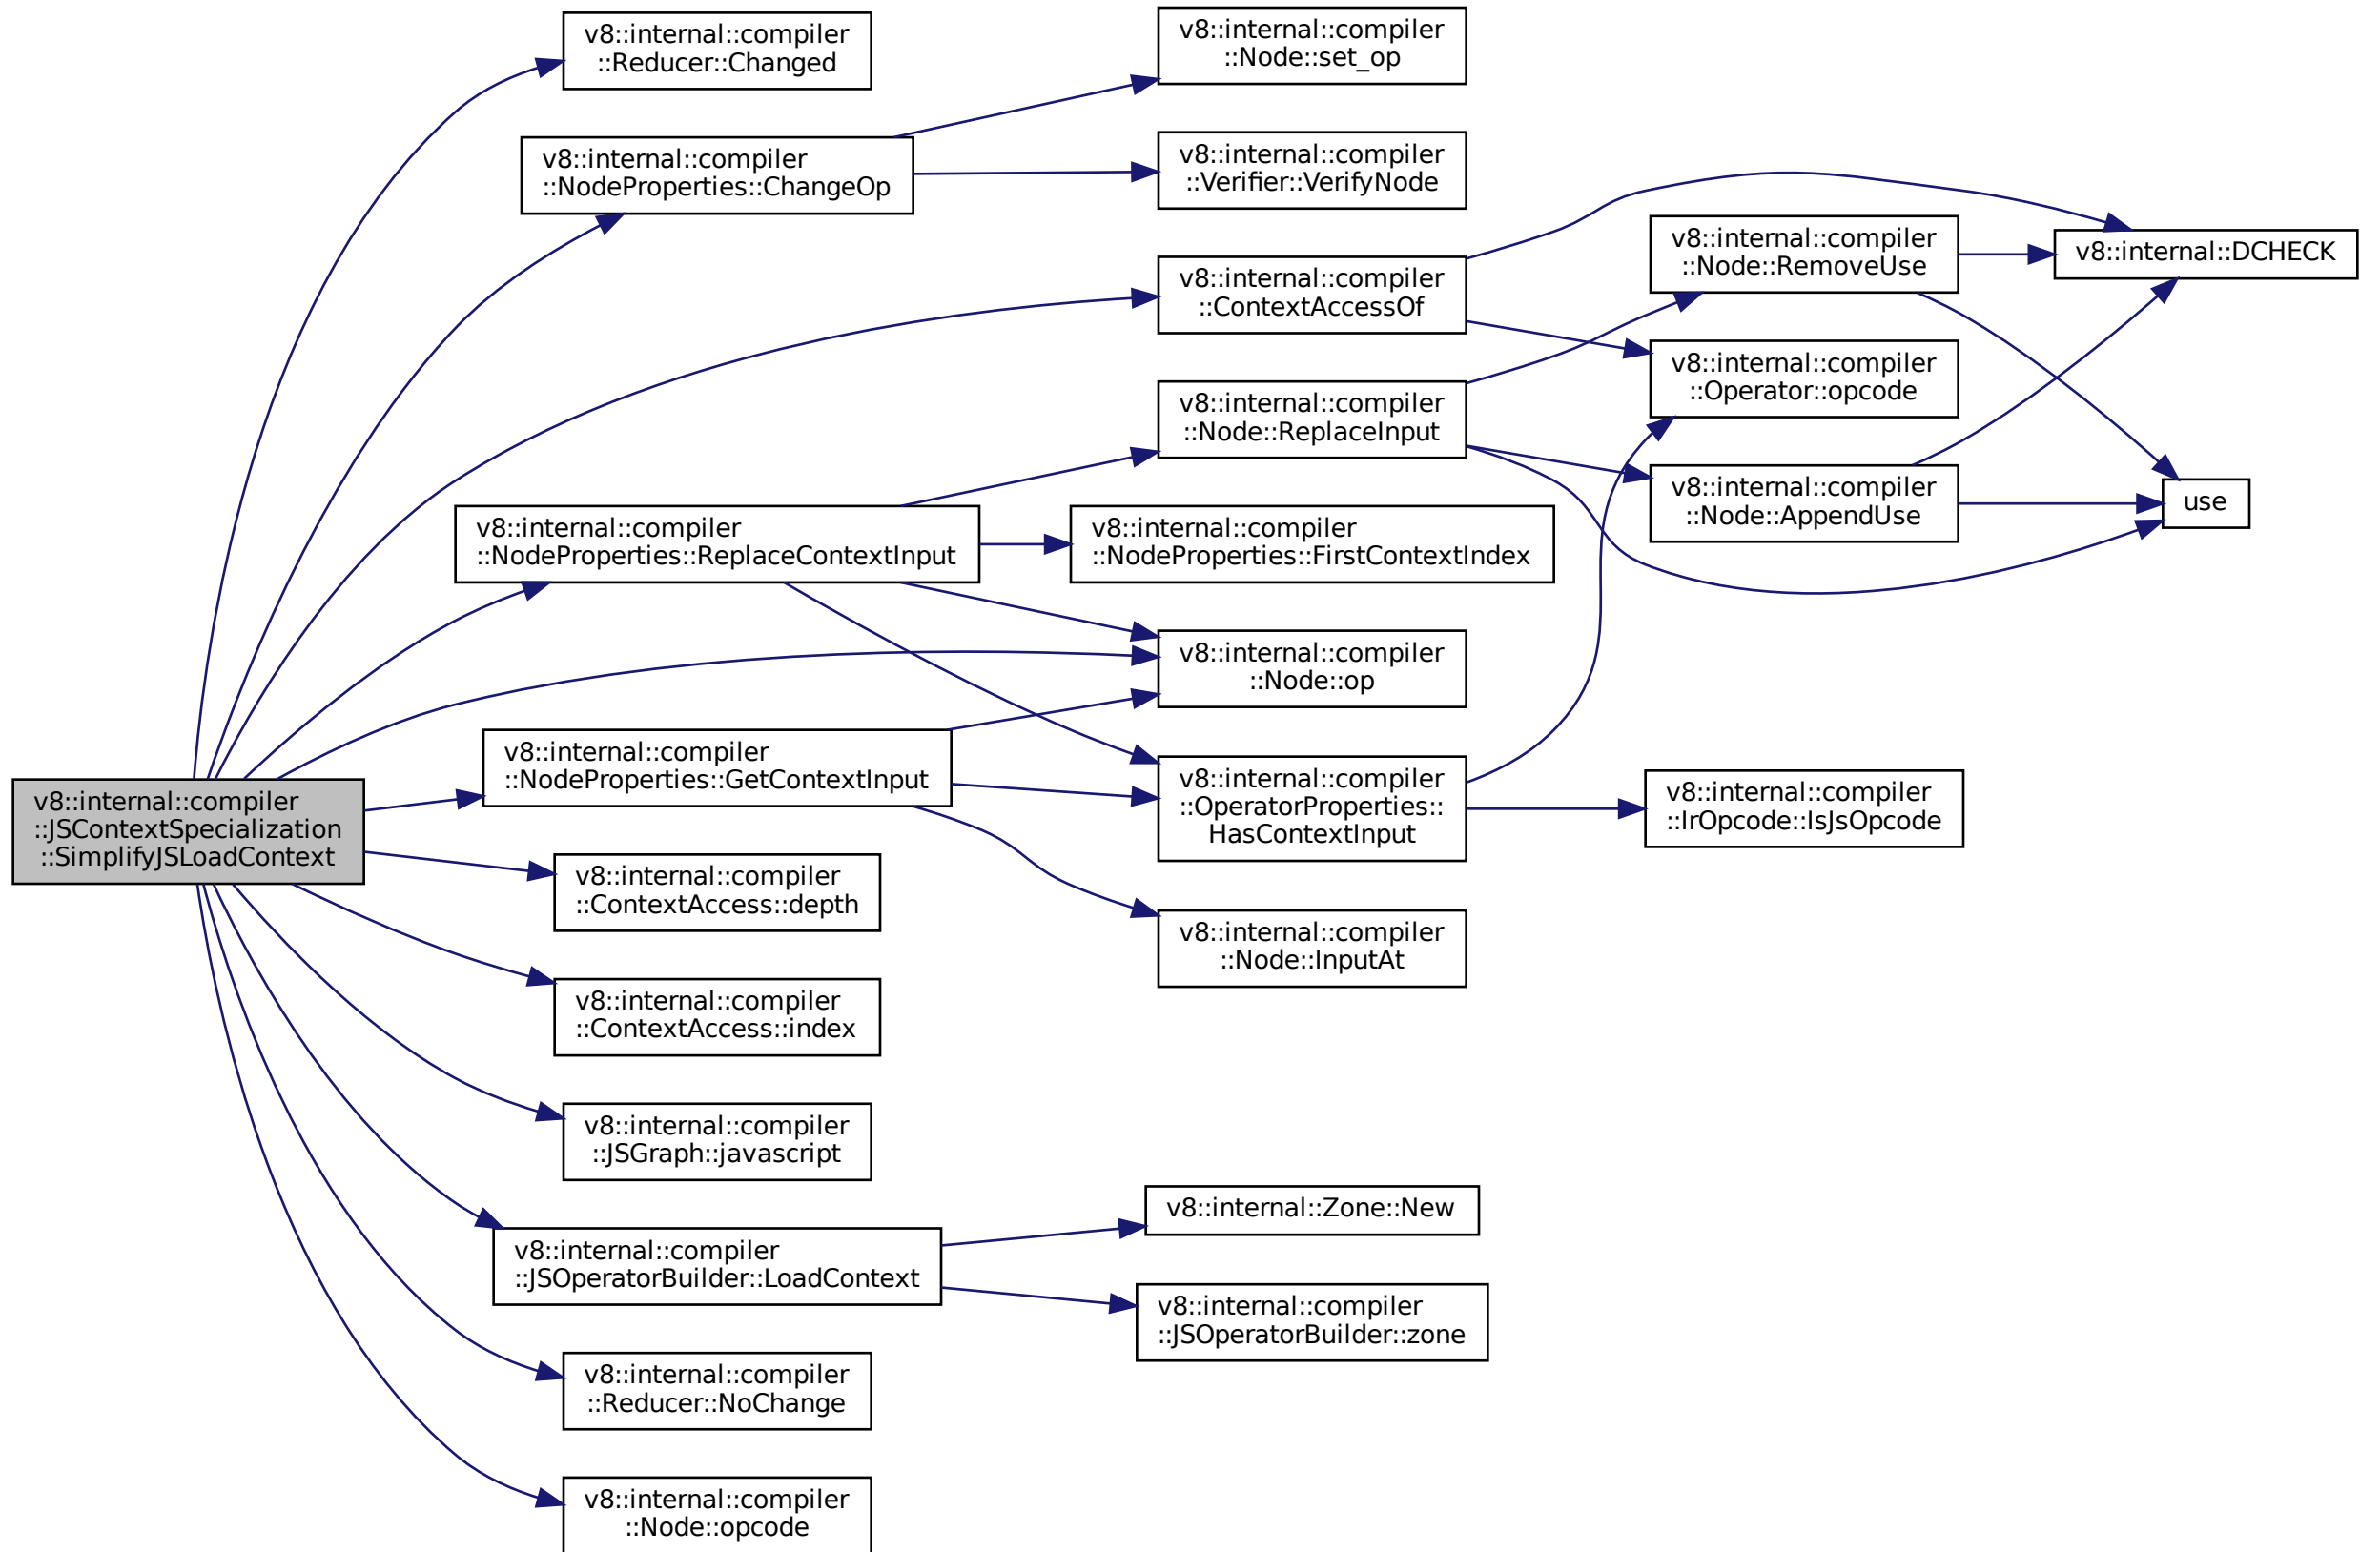 v8::internal::compiler
::JSContextSpecialization
::SimplifyJSLoadContext
v8::internal::compiler
::Reducer::Changed
v8::internal::compiler
::NodeProperties::ChangeOp
v8::internal::compiler
::NodeProperties::ReplaceContextInput
v8::internal::compiler
::NodeProperties::GetContextInput
v8::internal::compiler
::ContextAccess::depth
v8::internal::compiler
::ContextAccess::index
v8::internal::compiler
::JSGraph::javascript
v8::internal::compiler
::JSOperatorBuilder::LoadContext
v8::internal::compiler
::Reducer::NoChange
v8::internal::compiler
::Node::opcode
v8::internal::compiler
::Node::set_op
v8::internal::compiler
::Verifier::VerifyNode
v8::internal::compiler
::ContextAccessOf
v8::internal::compiler
::Node::ReplaceInput
v8::internal::compiler
::NodeProperties::FirstContextIndex
v8::internal::compiler
::Node::op
v8::internal::compiler
::OperatorProperties::
HasContextInput
v8::internal::compiler
::Node::InputAt
v8::internal::Zone::New
v8::internal::compiler
::JSOperatorBuilder::zone
v8::internal::compiler
::Node::RemoveUse
v8::internal::compiler
::Operator::opcode
v8::internal::compiler
::Node::AppendUse
v8::internal::compiler
::IrOpcode::IsJsOpcode
v8::internal::DCHECK
use